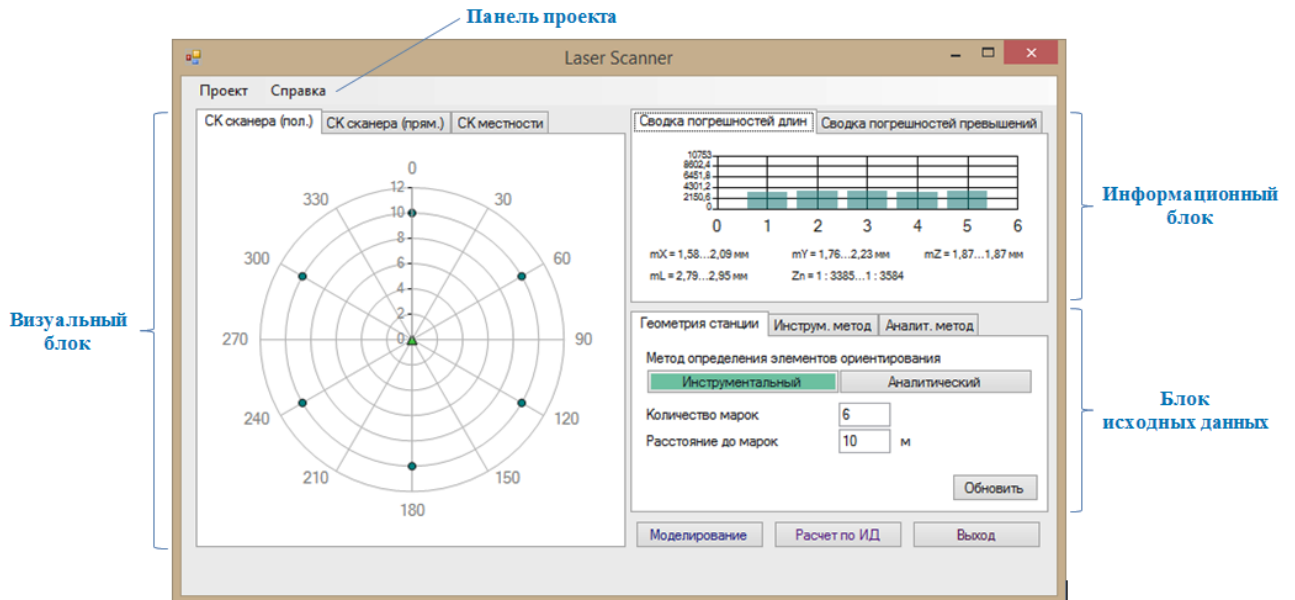 Панель проекта
Laser Scanner
Проект Справка
СК сканера (пол.) СК сканера (прям.) СК местности
0
30
60
90
120
150
180
210
240
270
300
330
12
10
8
6
4
2
0
Сводка погрешностей длин Сводка погрешностей превышений
10753
8602,4
6451,8
4301,2
2150,6
0
0 1 2 3 4 5 6
mX = 1,58...2,09 мм mY = 1,76...2,23 мм mZ = 1,87...1,87 мм
mL = 2,79...2,95 мм Zn = 1 : 3385...1 : 3584
Геометрия станции Инструм. метод Аналит. метод
Метод определения элементов ориентирования
Инструментальный Аналитический
Количество марок 6
Расстояние до марок 10 м
Обновить
Моделирование Расчет по ИД Выход
Визуальный
блок
Информационный
блок
Блок
исходных данных